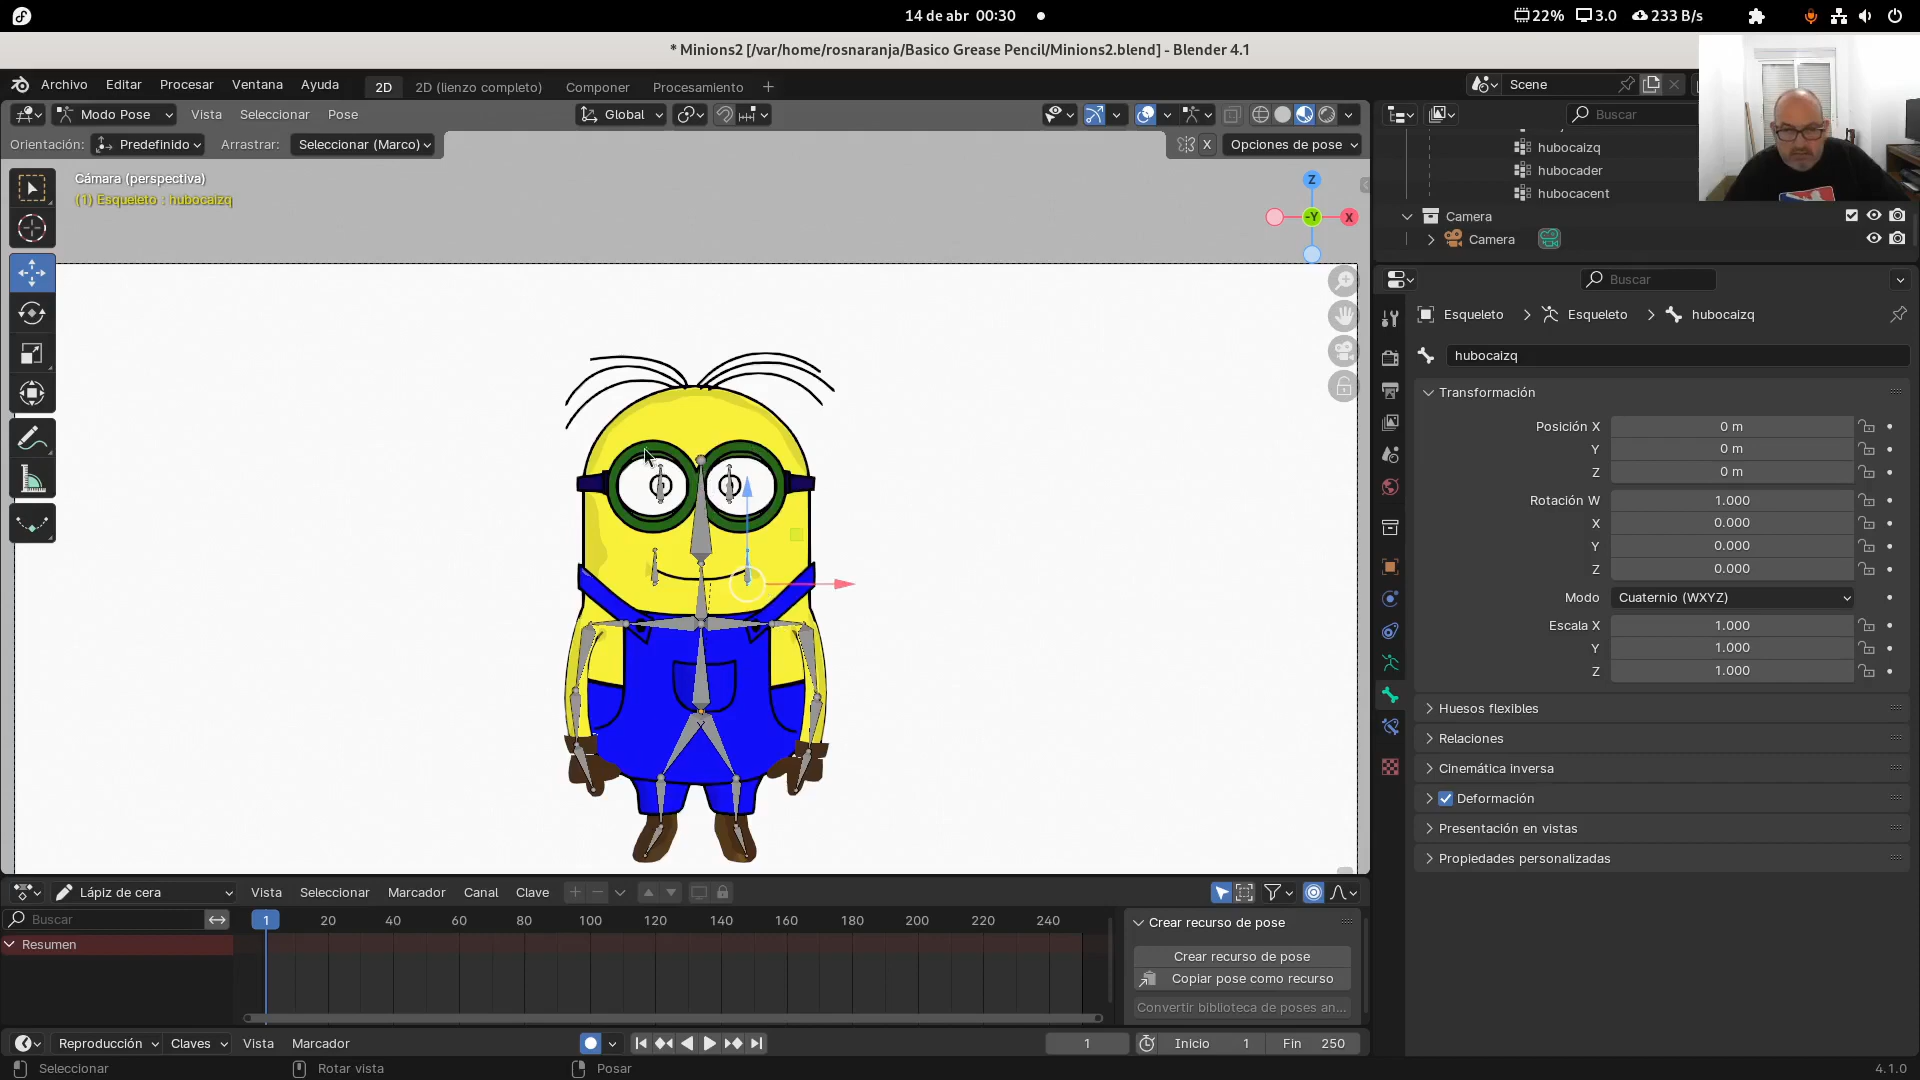 14 de abr 00:30
22% 3.0 233 B/s
* Minions2 [/var/home/rosnaranja/Basico Grease Pencil/Minions2.blend] - Blender 4.1
Archivo Editar Procesar Ventana Ayuda 2D 2D (lienzo completo) Componer Procesamiento + Scene
Modo Pose Vista Seleccionar Pose Global Buscar
Orientación: Predefinido Arrastrar: Seleccionar (Marco) X Opciones de pose
Cámara (perspectiva)
(1) Esqueleto : hubocaizq
Z
-Y
X
hubocaizq
hubocader
hubocacent
Camera
Camera
Buscar
Esqueleto > Esqueleto > hubocaizq
hubocaizq
Transformación
Posición X 0 m
Y 0 m
Z 0 m
Rotación W 1.000
X 0.000
Y 0.000
Z 0.000
Modo Cuaternio (WXYZ)
Escala X 1.000
Y 1.000
Z 1.000
Huesos flexibles
Relaciones
Cinemática inversa
Deformación
Presentación en vistas
Propiedades personalizadas
Lápiz de cera Vista Seleccionar Marcador Canal Clave
Buscar 1 20 40 60 80 100 120 140 160 180 200 220 240
Resumen
Crear recurso de pose
Crear recurso de pose
Copiar pose como recurso
Convertir biblioteca de poses an...
Reproducción Claves Vista Marcador 1 Inicio 1 Fin 250
Seleccionar Rotar vista Posar 4.1.0